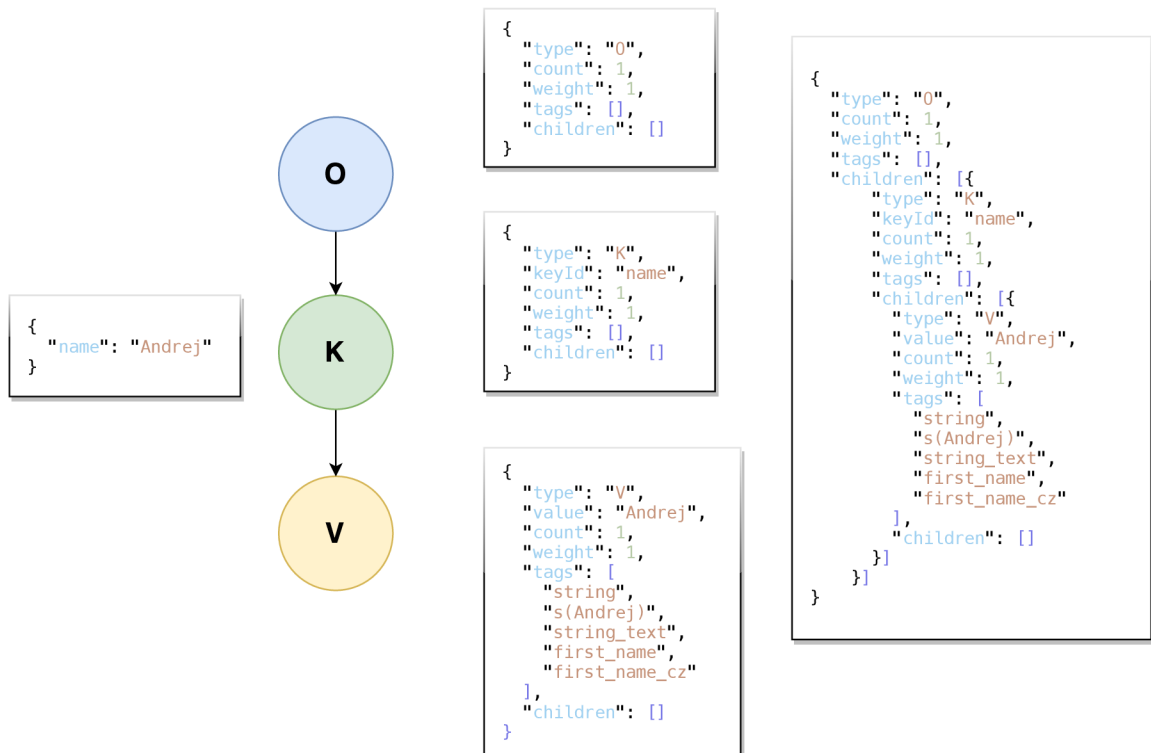 {
  "name": "Andrej"
}
O
K
V
{
  "type": "O",
  "count": 1,
  "weight": 1,
  "tags": [],
  "children": []
}
{
  "type": "K",
  "keyId": "name",
  "count": 1,
  "weight": 1,
  "tags": [],
  "children": []
}
{
  "type": "V",
  "value": "Andrej",
  "count": 1,
  "weight": 1,
  "tags": [
    "string",
    "s(Andrej)",
    "string_text",
    "first_name",
    "first_name_cz"
  ],
  "children": []
}
{
  "type": "O",
  "count": 1,
  "weight": 1,
  "tags": [],
  "children": [{
      "type": "K",
      "keyId": "name",
      "count": 1,
      "weight": 1,
      "tags": [],
      "children": [{
        "type": "V",
        "value": "Andrej",
        "count": 1,
        "weight": 1,
        "tags": [
          "string",
          "s(Andrej)",
          "string_text",
          "first_name",
          "first_name_cz"
        ],
        "children": []
      }]
    }]
}